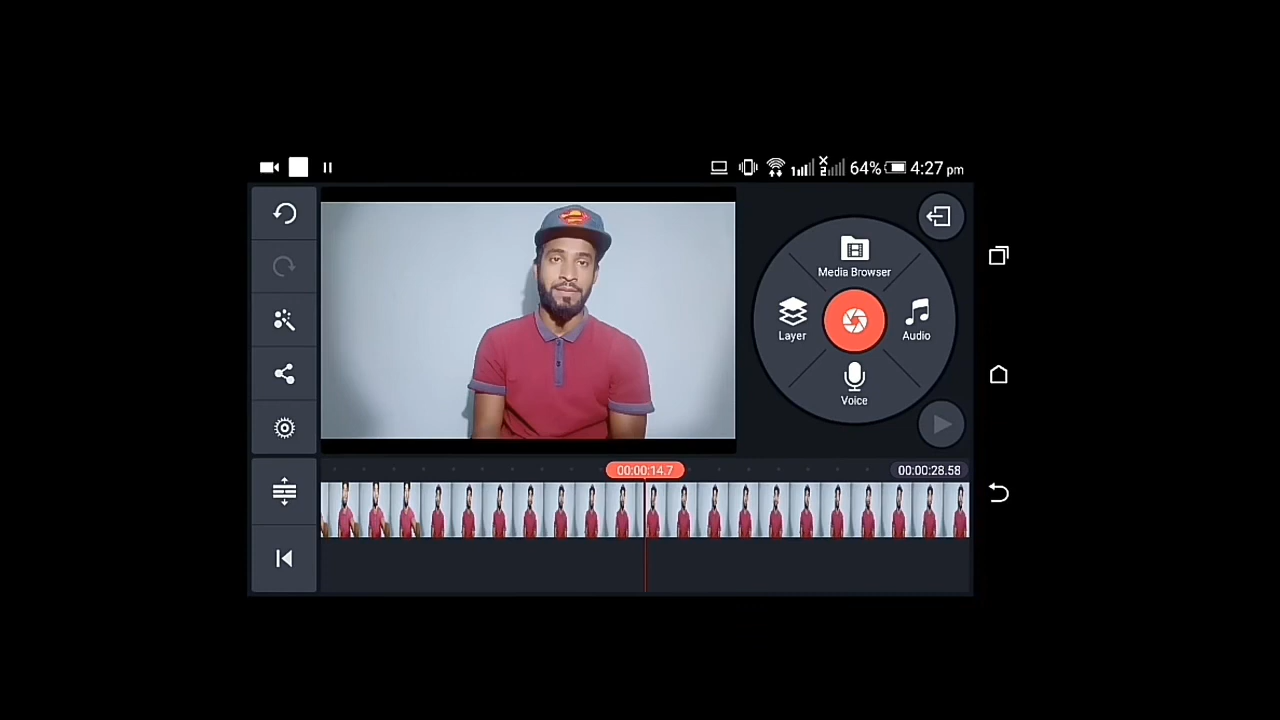 64% 4:27 pm
Media Browser
Layer
Audio
Voice
00:00:14.7
00:00:28.58